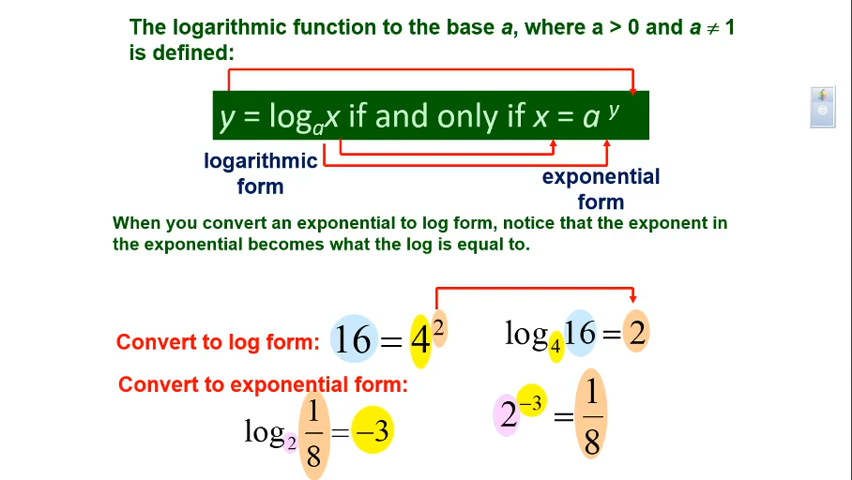 The logarithmic function to the base a, where a > 0 and a ≠ 1
is defined:
y = logₐx if and only if x = a ʸ
logarithmic
form
exponential
form
When you convert an exponential to log form, notice that the exponent in
the exponential becomes what the log is equal to.
Convert to log form: 16 = 4² log₄16 = 2
Convert to exponential form:
log₂ 1/8 = −3 2⁻³ = 1/8